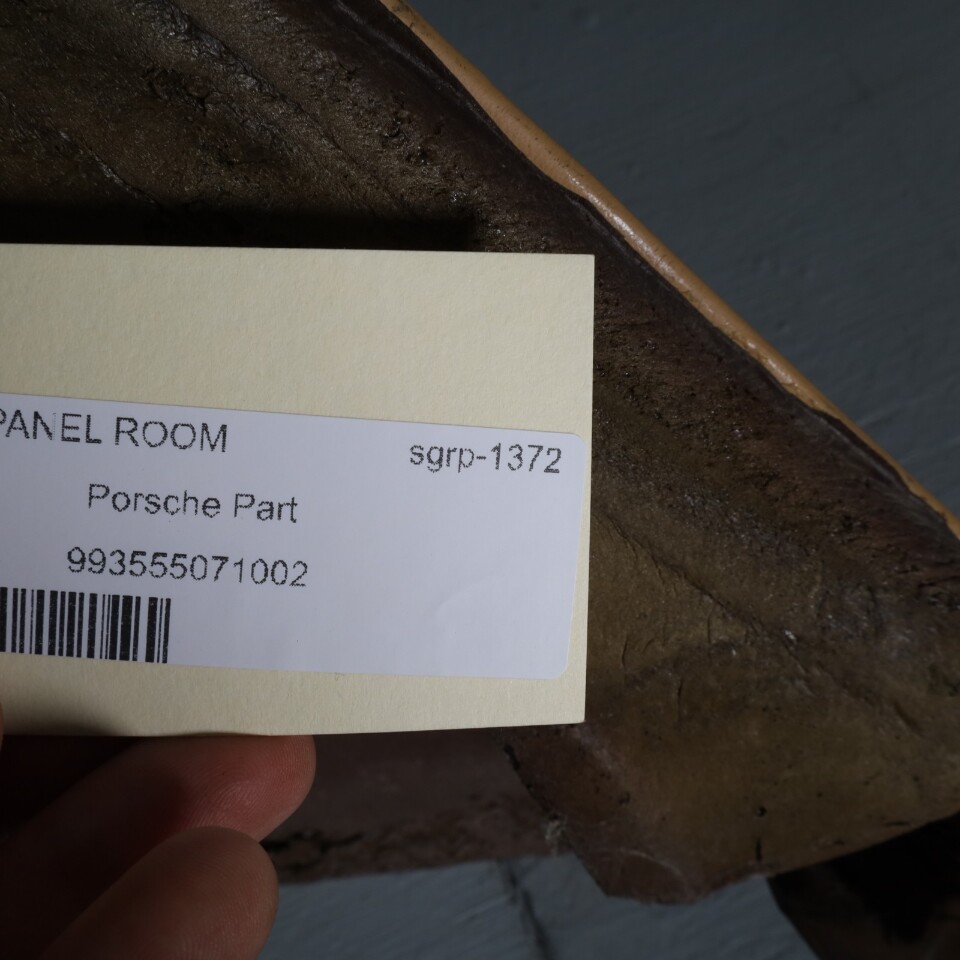 PANEL ROOM
sgrp-1372
Porsche Part
993555071002